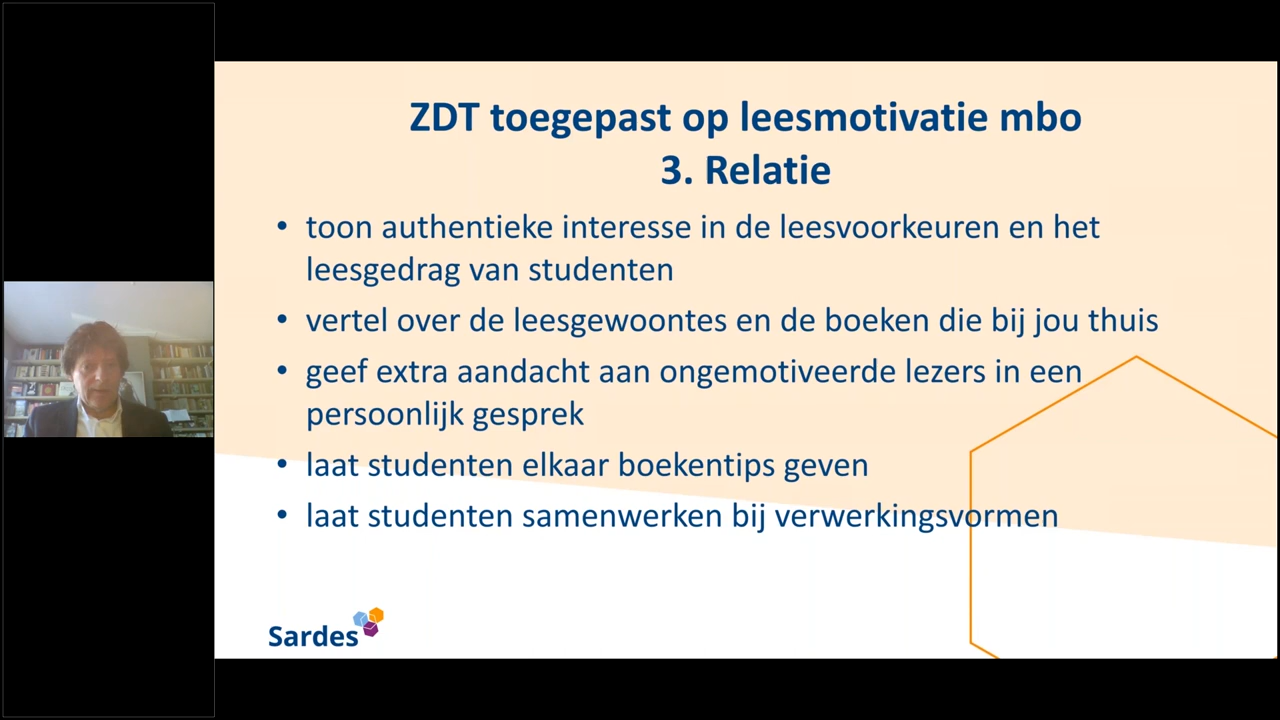 ZDT toegepast op leesmotivatie mbo
3. Relatie
• toon authentieke interesse in de leesvoorkeuren en het
leesgedrag van studenten
• vertel over de leesgewoontes en de boeken die bij jou thuis
• geef extra aandacht aan ongemotiveerde lezers in een
persoonlijk gesprek
• laat studenten elkaar boekentips geven
• laat studenten samenwerken bij verwerkingsvormen
Sardes